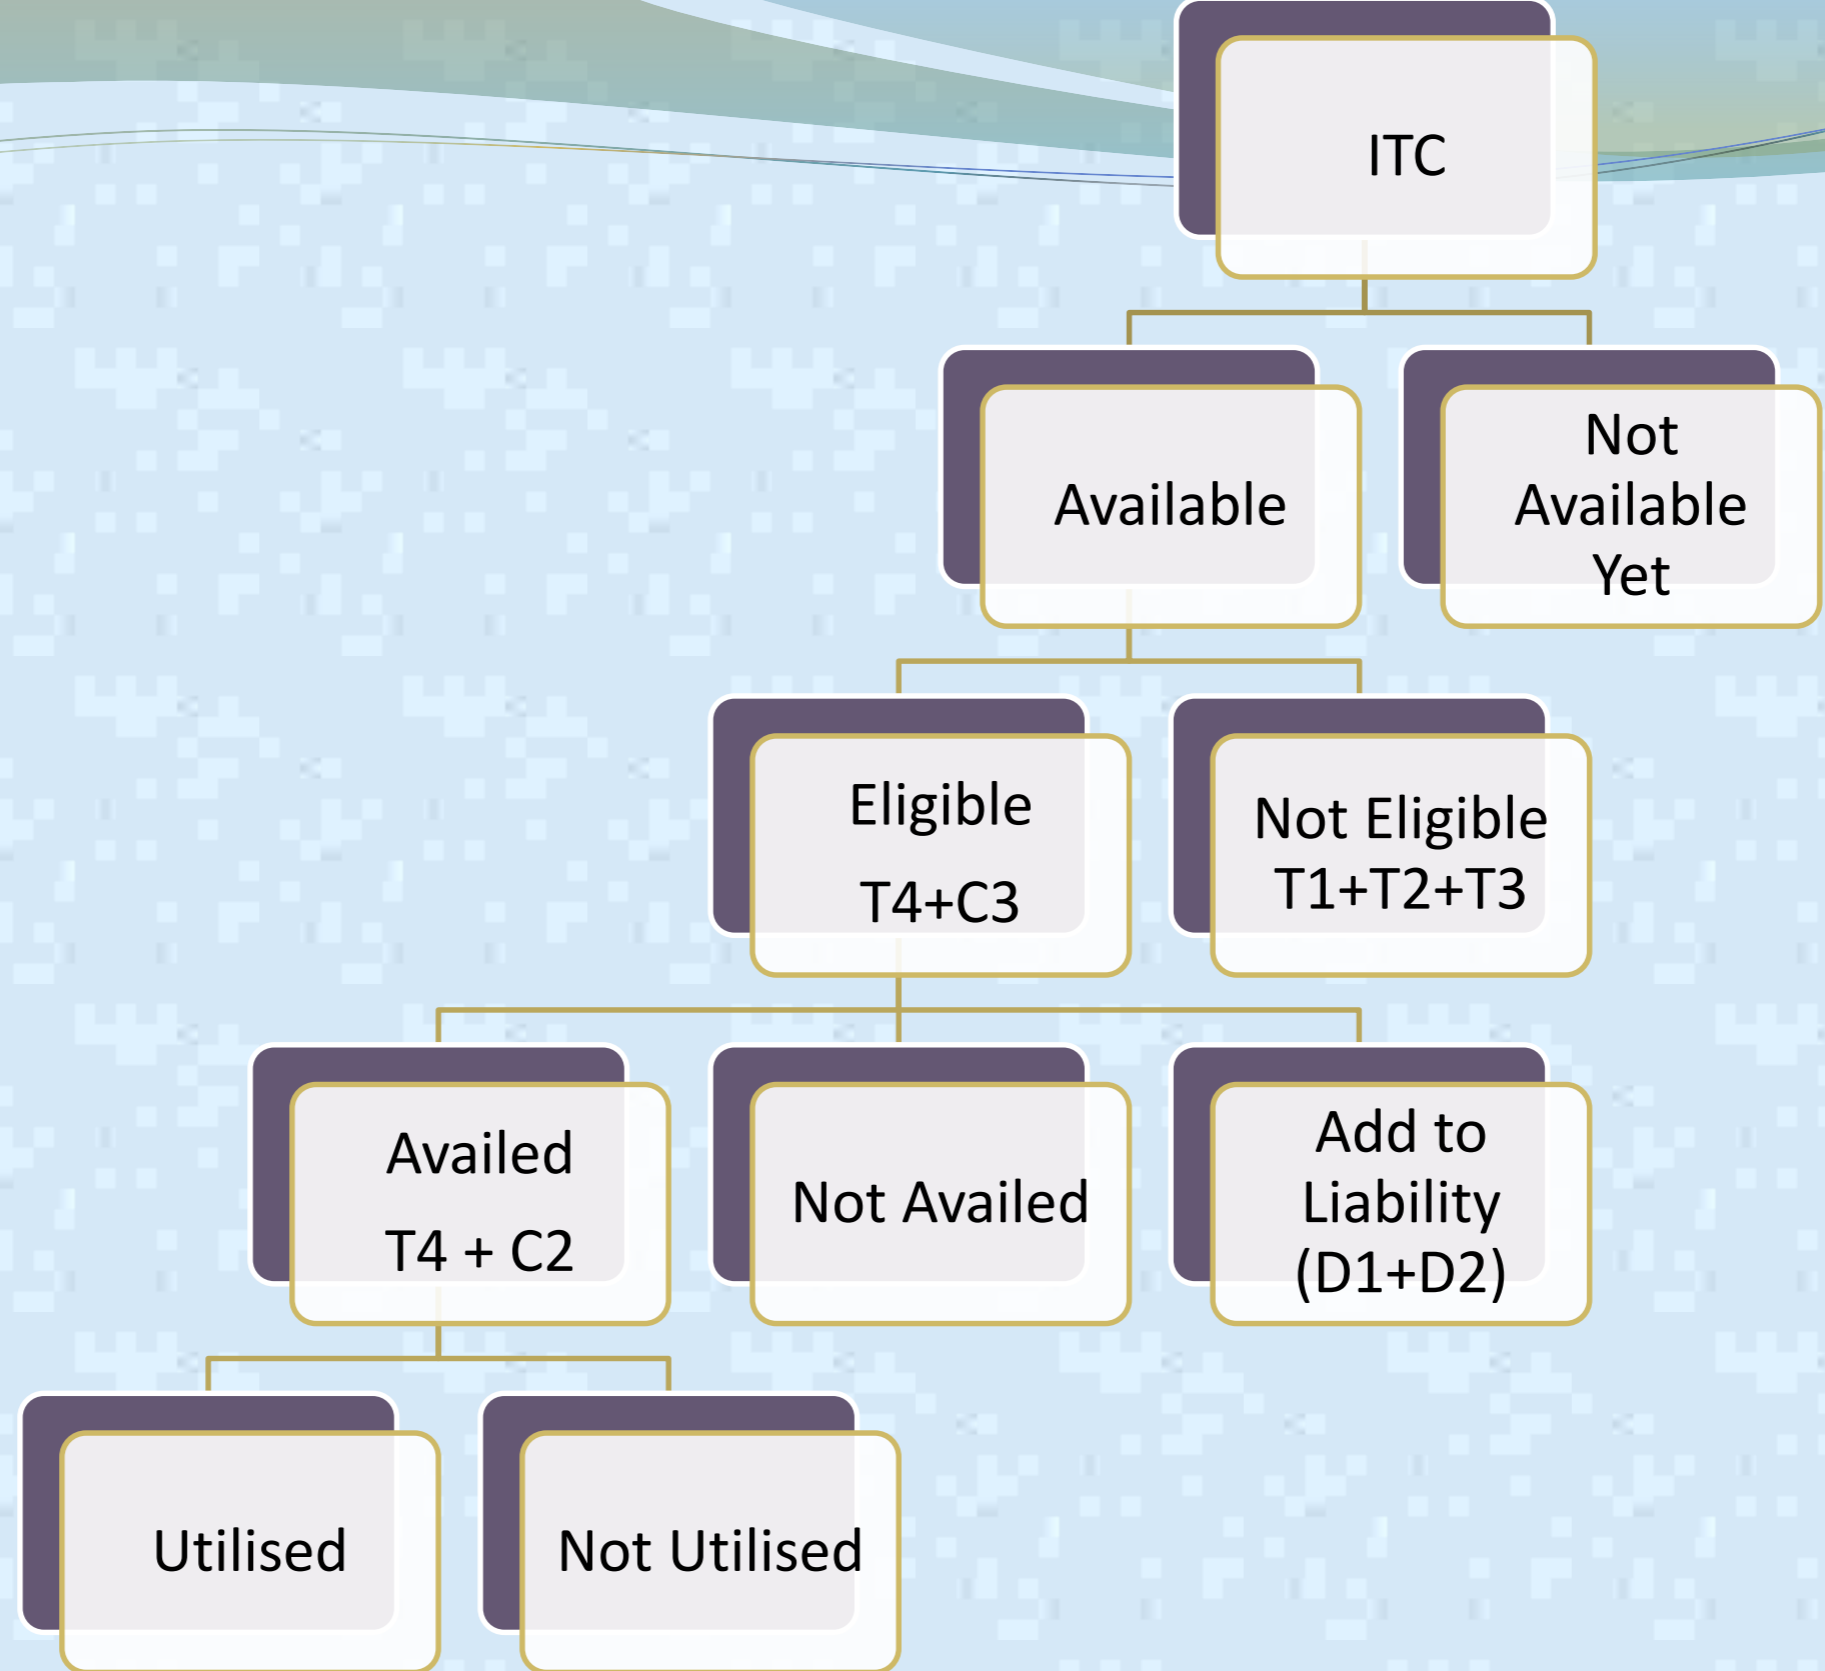 ITC
Available
Not
Available
Yet
Eligible
T4+C3
Not Eligible
T1+T2+T3
Availed
T4 + C2
Not Availed
Add to
Liability
(D1+D2)
Utilised
Not Utilised